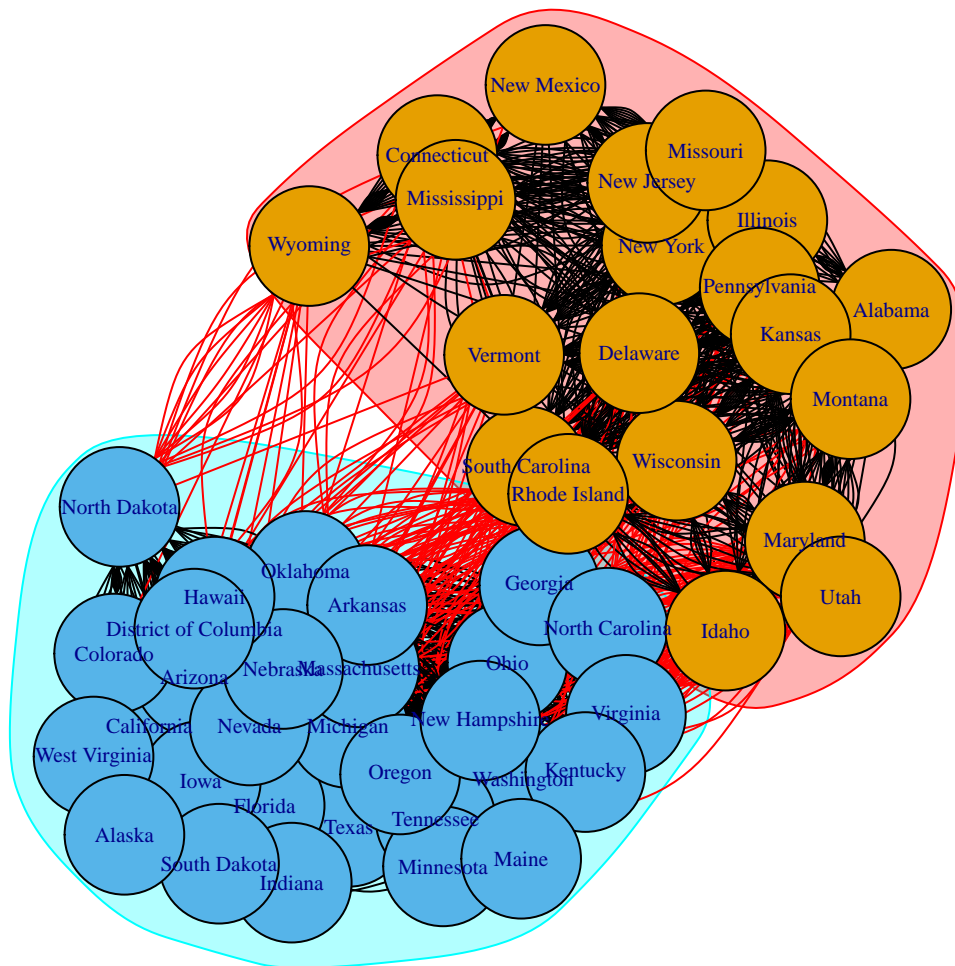 New Mexico
Connecticut
Missouri
New Jersey
Mississippi
Illinois
Wyoming
New York
Pennsylvania
Alabama
Kansas
Vermont
Delaware
Montana
South Carolina
Wisconsin
Rhode Island
North Dakota
Maryland
Oklahoma
Georgia
Hawaii
Utah
Arkansas
District of Columbia
North Carolina
Idaho
Colorado
Ohio
Nebraska
Massachusetts
Arizona
Virginia
New Hampshire
California
Nevada
Michigan
West Virginia
Oregon
Kentucky
Iowa
Washington
Florida
Tennessee
Texas
Alaska
Maine
South Dakota
Minnesota
Indiana